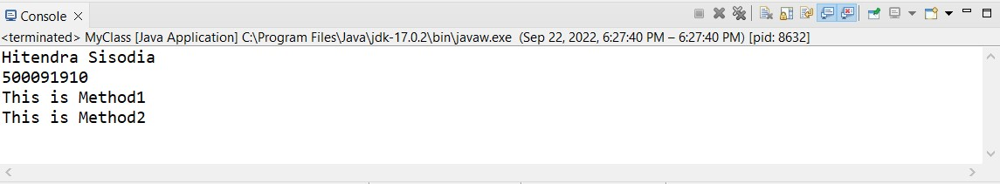 Console
<terminated> MyClass [Java Application] C:\Program Files\Java\jdk-17.0.2\bin\javaw.exe (Sep 22, 2022, 6:27:40 PM – 6:27:40 PM) [pid: 8632]
Hitendra Sisodia
500091910
This is Method1
This is Method2